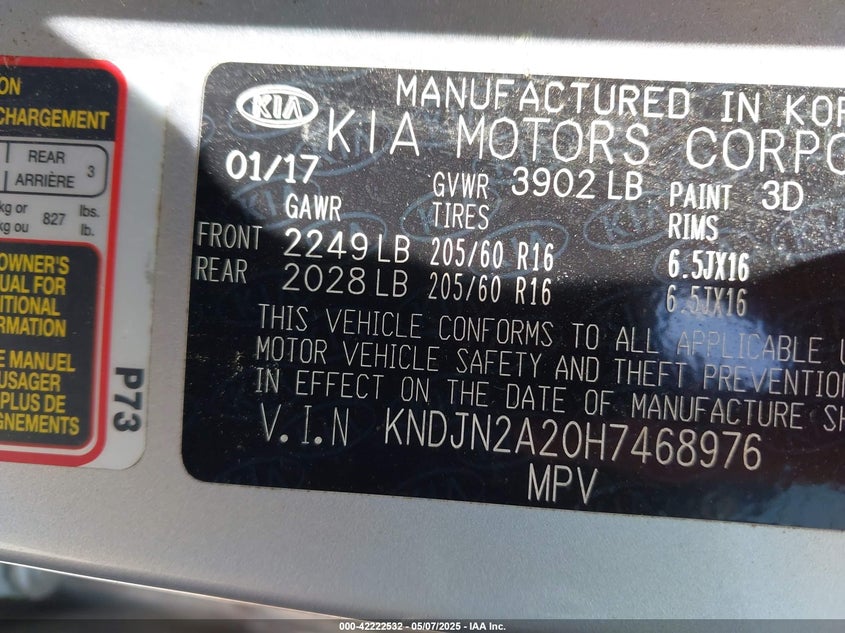 ON
CHARGEMENT
REAR 3
ARRIÈRE
kg or 827 lbs.
kg ou lb.
OWNER'S
UAL FOR
ITIONAL
RMATION
E MANUEL
USAGER
PLUS DE
GNEMENTS
P73
KIA
MANUFACTURED IN KOR
KIA MOTORS CORPO
01/17 GVWR 3902 LB PAINT 3D
GAWR TIRES RIMS
FRONT 2249 LB 205/60 R16 6.5JX16
REAR 2028 LB 205/60 R16 6.5JX16
THIS VEHICLE CONFORMS TO ALL APPLICABLE U
MOTOR VEHICLE SAFETY AND THEFT PREVENTION
IN EFFECT ON THE DATE OF MANUFACTURE SH
V.I.N KNDJN2A20H7468976
MPV
000-42222532 - 05/07/2025 - IAA Inc.